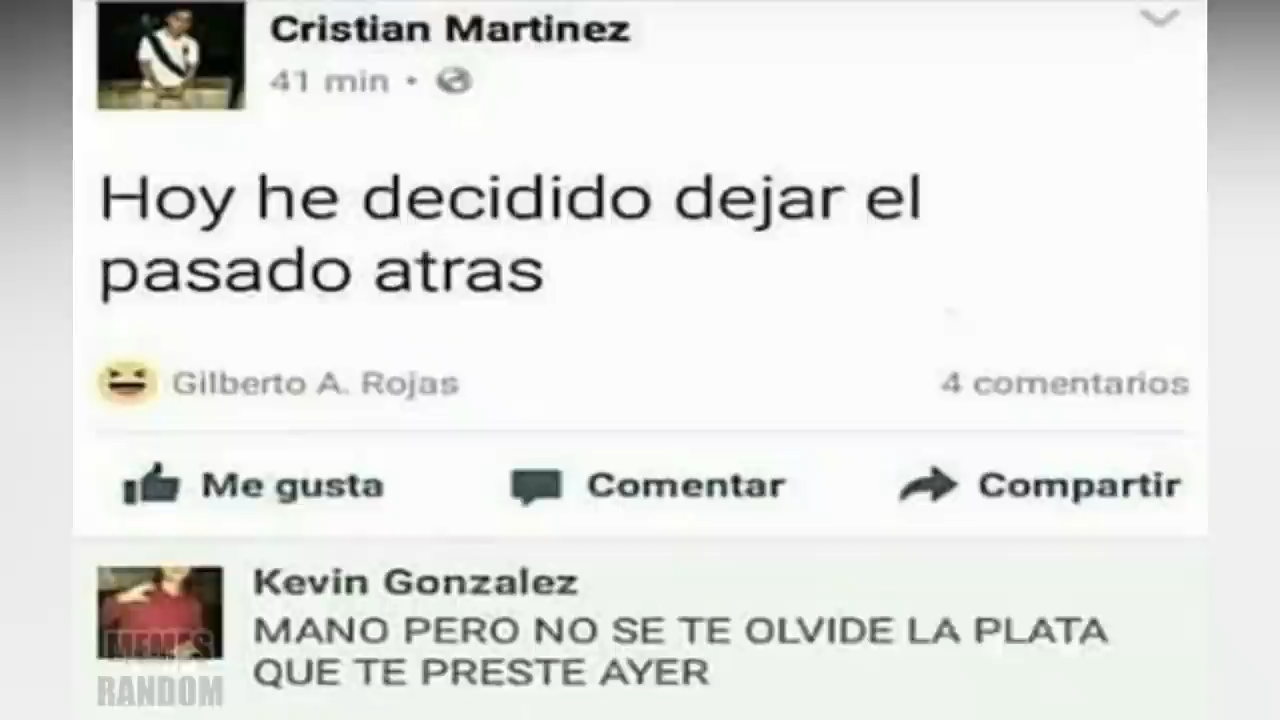 Cristian Martinez
41 min •
Hoy he decidido dejar el
pasado atras
Gilberto A. Rojas
4 comentarios
Me gusta
Comentar
Compartir
Kevin Gonzalez
MANO PERO NO SE TE OLVIDE LA PLATA
QUE TE PRESTE AYER
MEMES
RANDOM